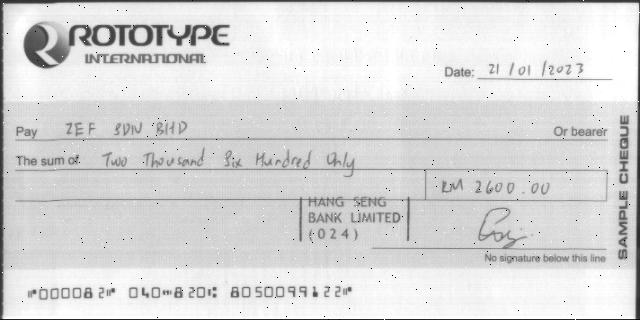 ROTOTYPE
INTERNATIONAL
Date: 21/01/2023
Pay ZEF SDN BHD Or bearer
The sum of Two Thousand Six Hundred Only
RM 2600.00
HANG SENG
BANK LIMITED
(024)
No signature below this line
SAMPLE CHEQUE
⑈000082⑈ 040⑉820⑆ 8050099122⑈